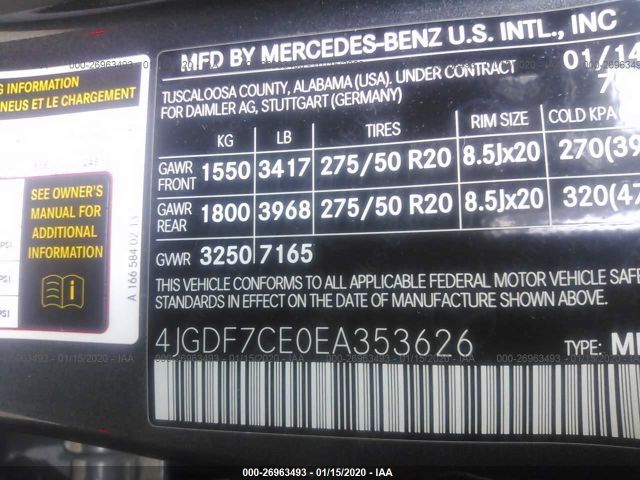 MFD BY MERCEDES-BENZ U.S. INTL., INC 01/14
TUSCALOOSA COUNTY, ALABAMA (USA). UNDER CONTRACT
FOR DAIMLER AG, STUTTGART (GERMANY)
KG LB TIRES RIM SIZE COLD KPA
GAWR FRONT 1550 3417 275/50 R20 8.5Jx20 270(39
GAWR REAR 1800 3968 275/50 R20 8.5Jx20 320(47
GVWR 3250 7165
THIS VEHICLE CONFORMS TO ALL APPLICABLE FEDERAL MOTOR VEHICLE SAFE
STANDARDS IN EFFECT ON THE DATE OF MANUFACTURE SHOWN ABOVE.
4JGDF7CE0EA353626 TYPE:
G INFORMATION
NEUS ET LE CHARGEMENT
SEE OWNER'S
MANUAL FOR
ADDITIONAL
INFORMATION
A 166 584 02 11
PSI
PSI
000-26963493 - 01/15/2020 - IAA